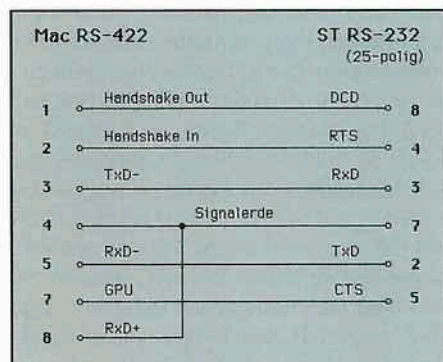 Mac RS-422 ST RS-232
(25-polig)
1 Handshake Out DCD 8
2 Handshake In RTS 4
3 TxD- RxD 3
4 Signalerde 7
5 RxD- TxD 2
7 GPU CTS 5
8 RxD+